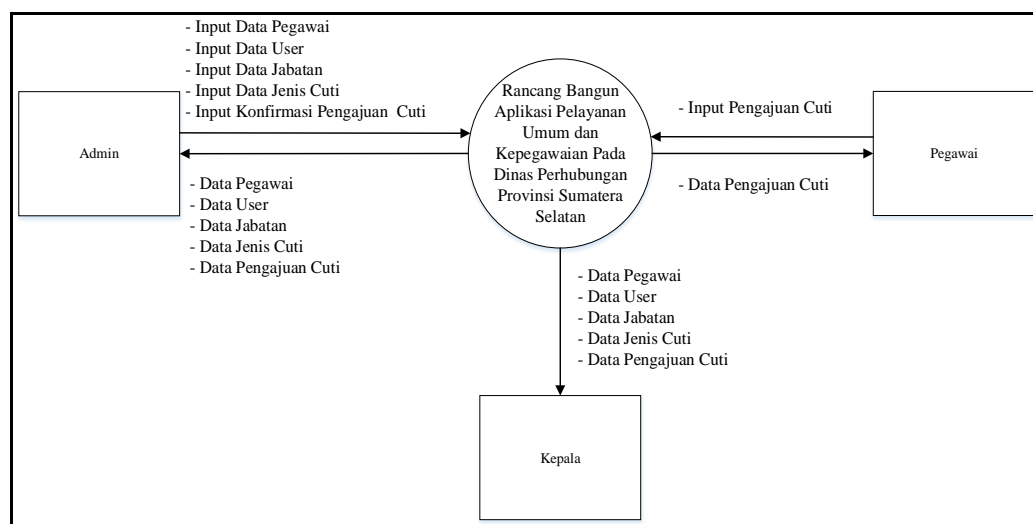 - Input Data Pegawai
- Input Data User
- Input Data Jabatan
- Input Data Jenis Cuti
- Input Konfirmasi Pengajuan Cuti
Admin
- Data Pegawai
- Data User
- Data Jabatan
- Data Jenis Cuti
- Data Pengajuan Cuti
Rancang Bangun
Aplikasi Pelayanan
Umum dan
Kepegawaian Pada
Dinas Perhubungan
Provinsi Sumatera
Selatan
- Input Pengajuan Cuti
- Data Pengajuan Cuti
Pegawai
- Data Pegawai
- Data User
- Data Jabatan
- Data Jenis Cuti
- Data Pengajuan Cuti
Kepala